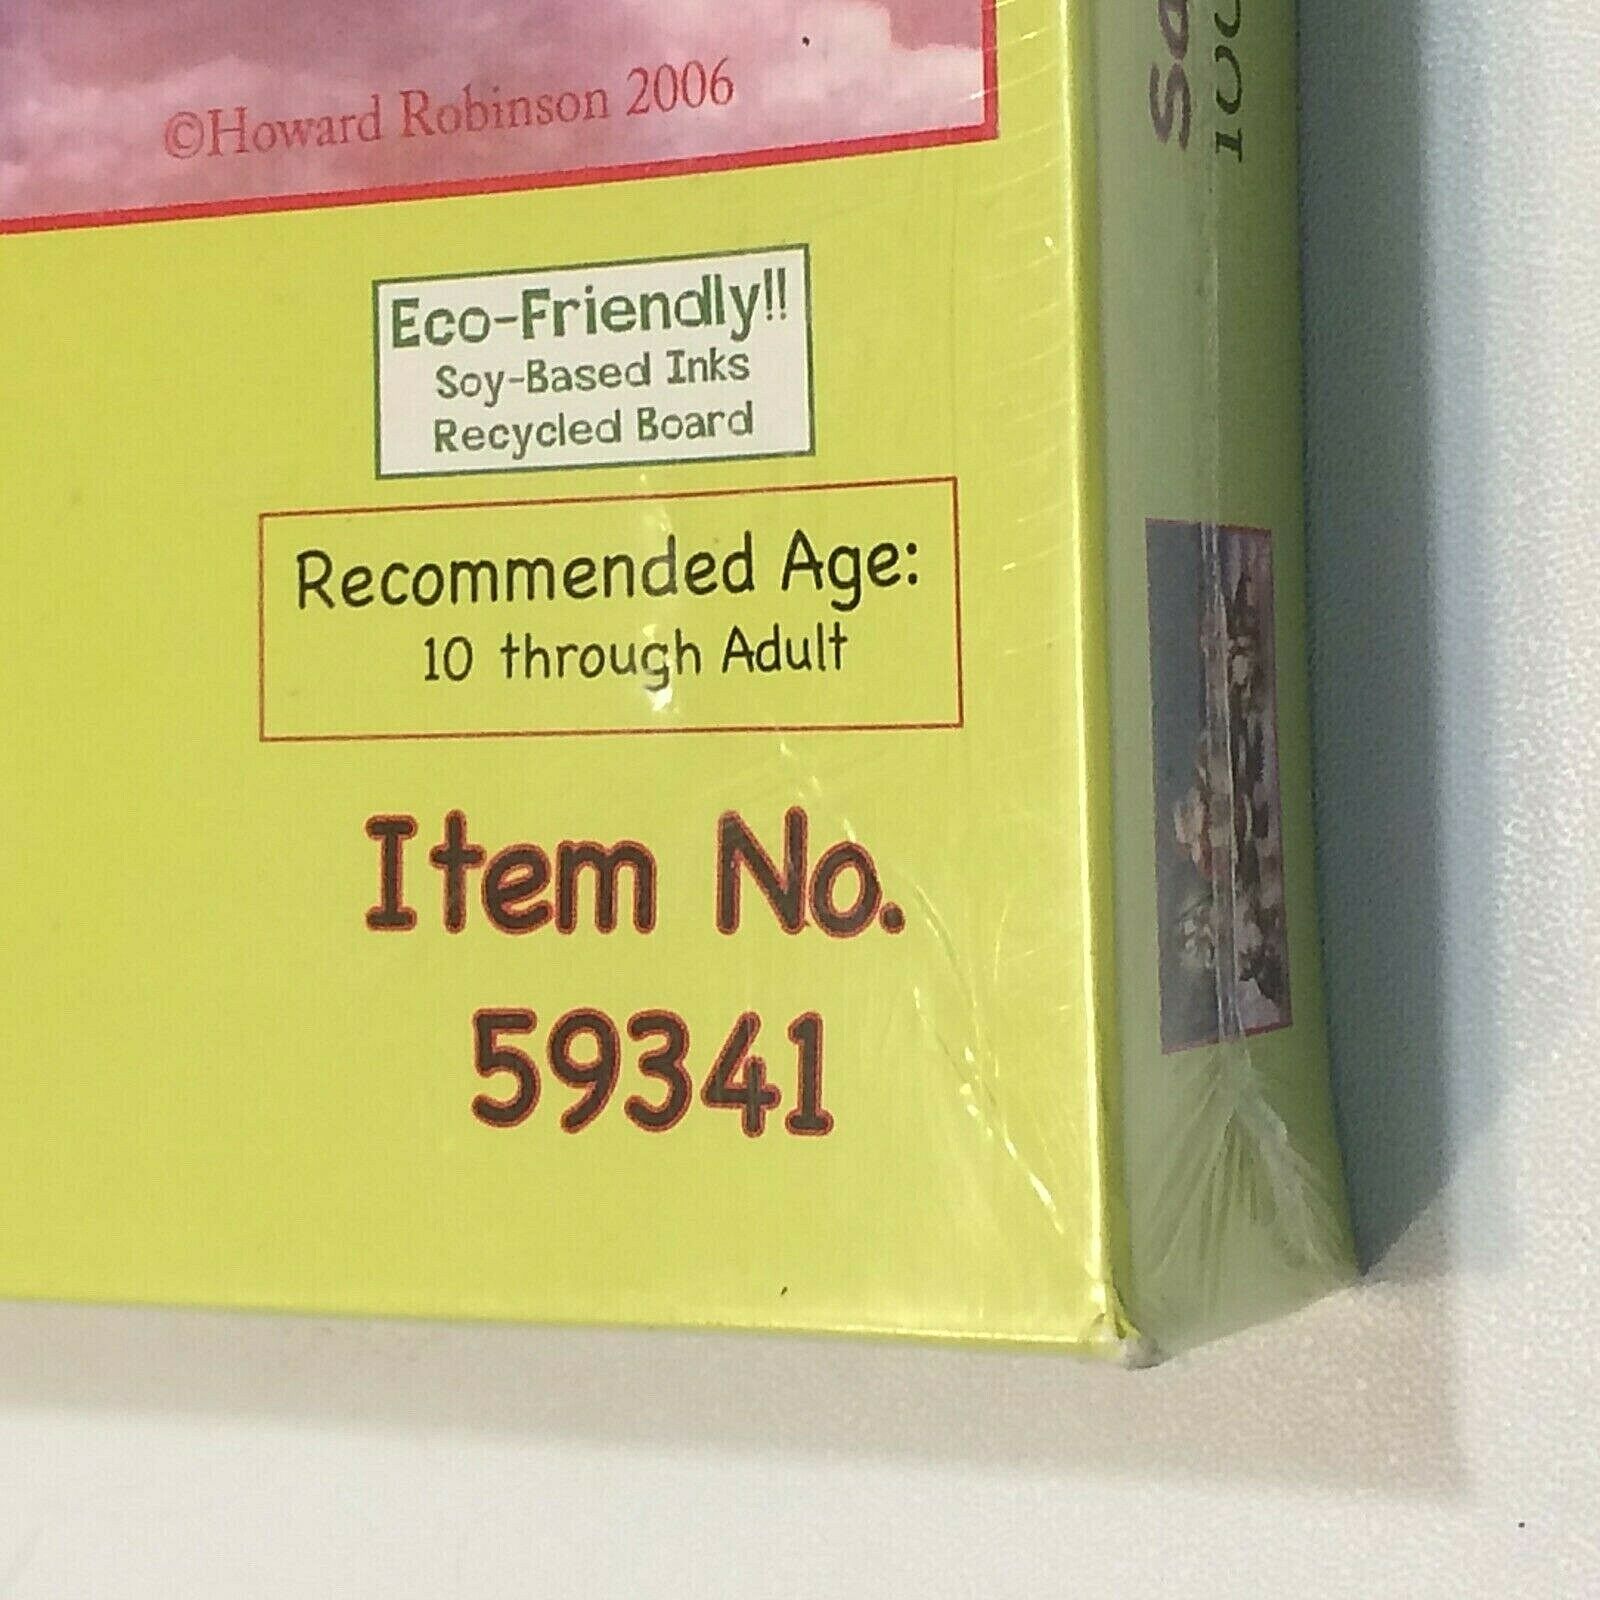 ©Howard Robinson 2006
Eco-Friendly!!
Soy-Based Inks
Recycled Board
Recommended Age:
10 through Adult
Item No.
59341